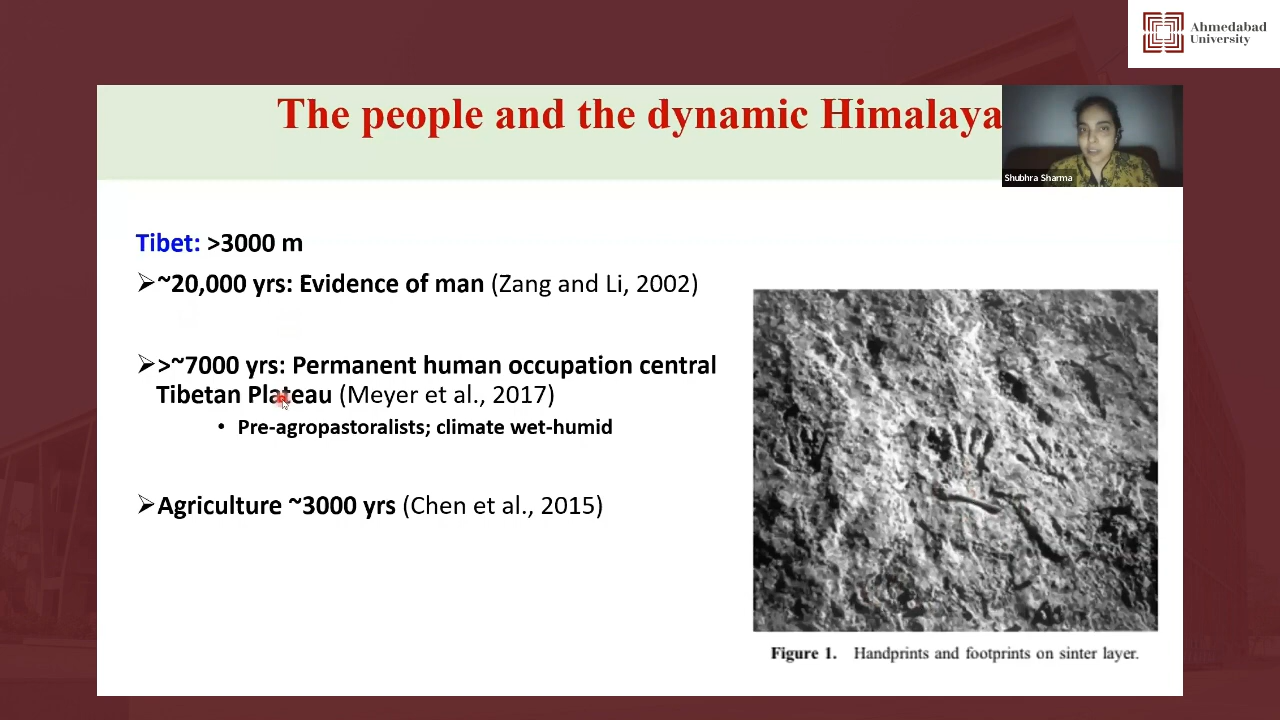 Ahmedabad
University
The people and the dynamic Himalaya
Shubhra Sharma
Tibet: >3000 m
➢~20,000 yrs: Evidence of man (Zang and Li, 2002)
➢>~7000 yrs: Permanent human occupation central
Tibetan Plateau (Meyer et al., 2017)
• Pre-agropastoralists; climate wet-humid
➢Agriculture ~3000 yrs (Chen et al., 2015)
Figure 1. Handprints and footprints on sinter layer.